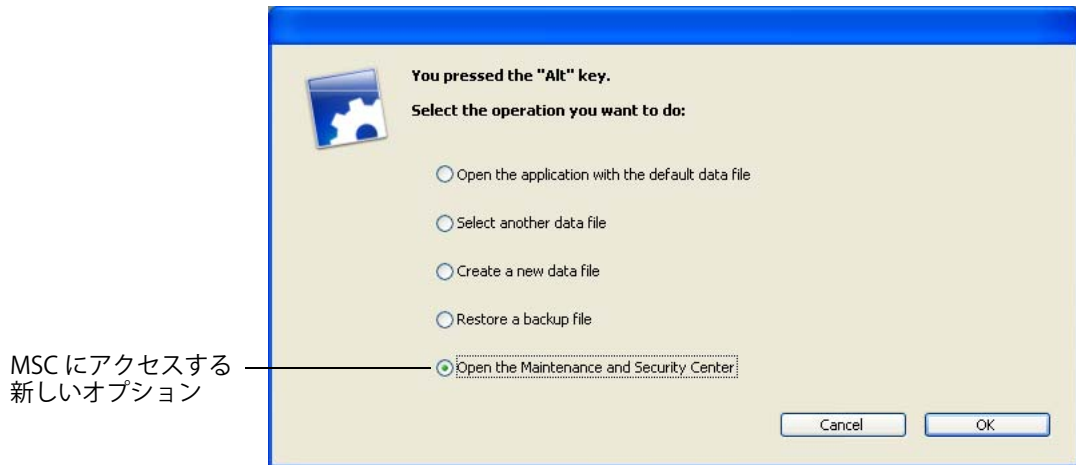 You pressed the "Alt" key.
Select the operation you want to do:
Open the application with the default data file
Select another data file
Create a new data file
Restore a backup file
MSC にアクセスする
新しいオプション
Open the Maintenance and Security Center
Cancel
OK